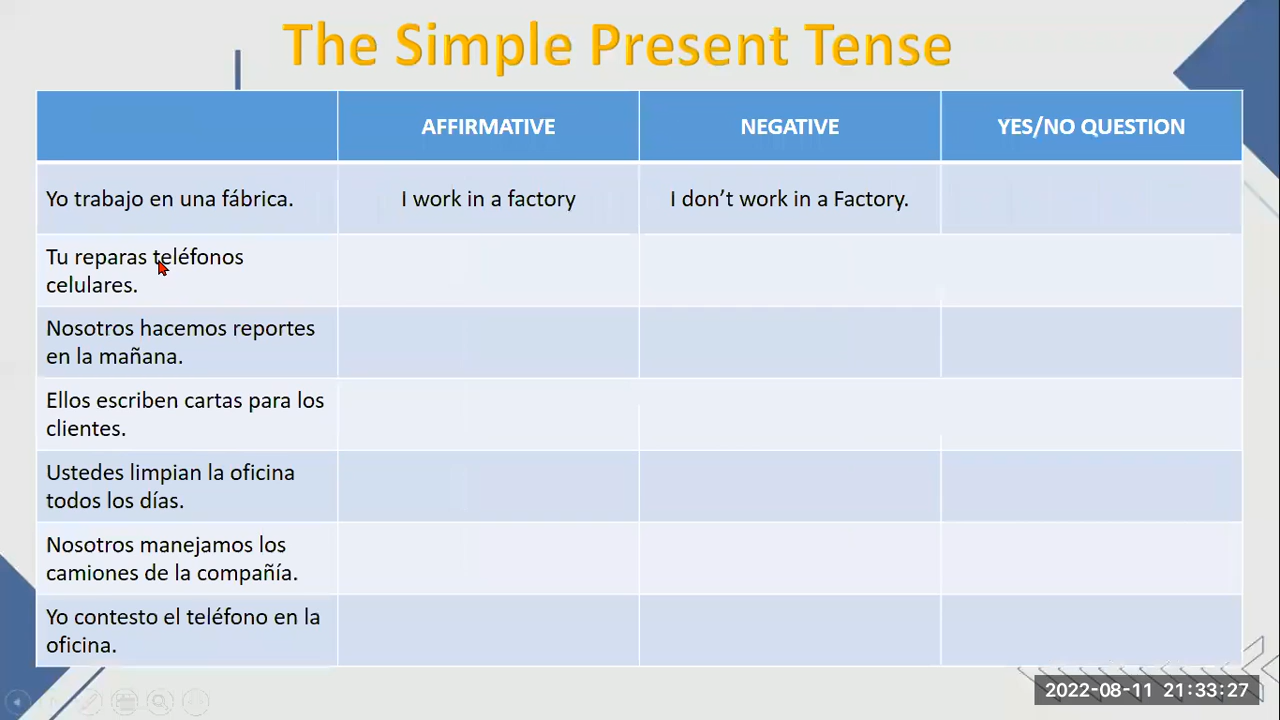 The Simple Present Tense
AFFIRMATIVE
NEGATIVE
YES/NO QUESTION
Yo trabajo en una fábrica.
I work in a factory
I don’t work in a Factory.
Tu reparas teléfonos
celulares.
Nosotros hacemos reportes
en la mañana.
Ellos escriben cartas para los
clientes.
Ustedes limpian la oficina
todos los días.
Nosotros manejamos los
camiones de la compañía.
Yo contesto el teléfono en la
oficina.
2022-08-11 21:33:27